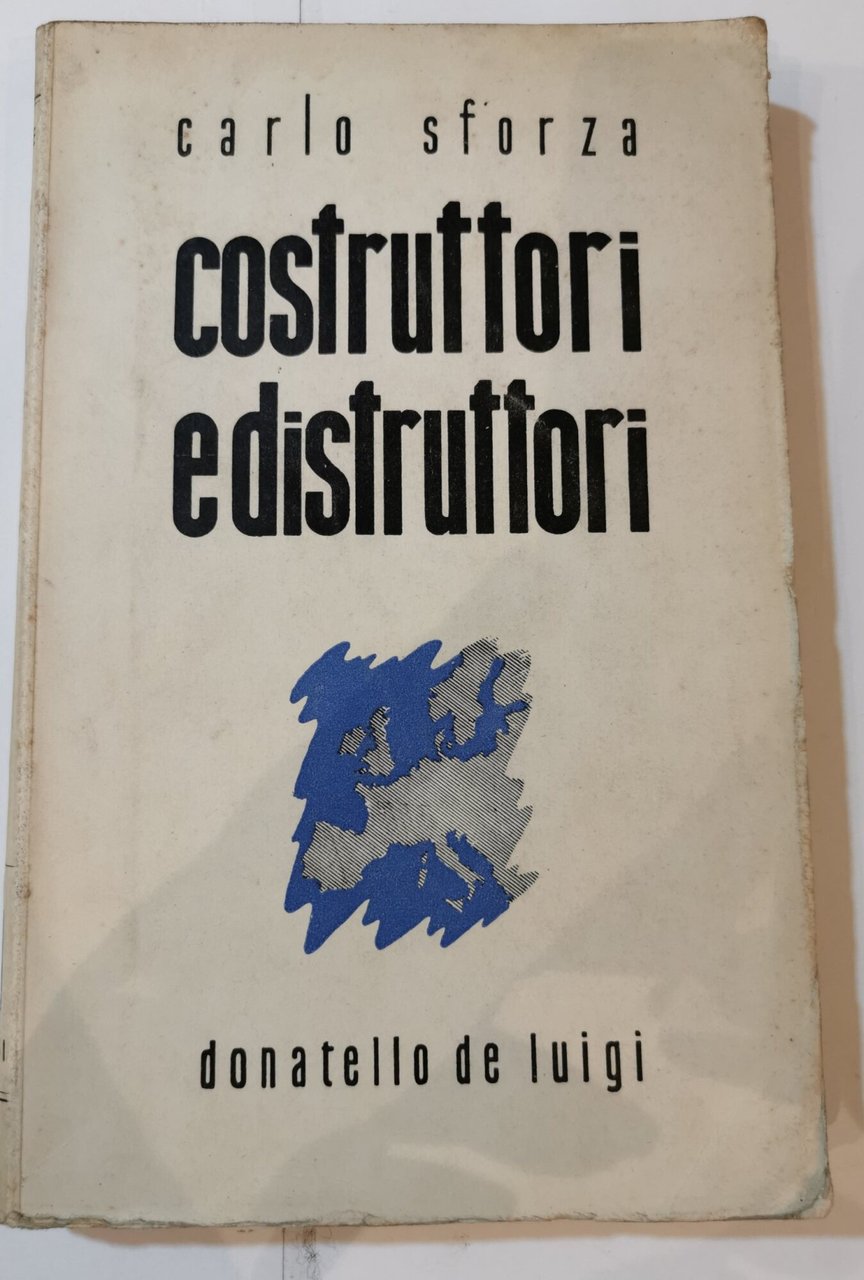 carlo sforza
costruttori
e distruttori
donatello de luigi